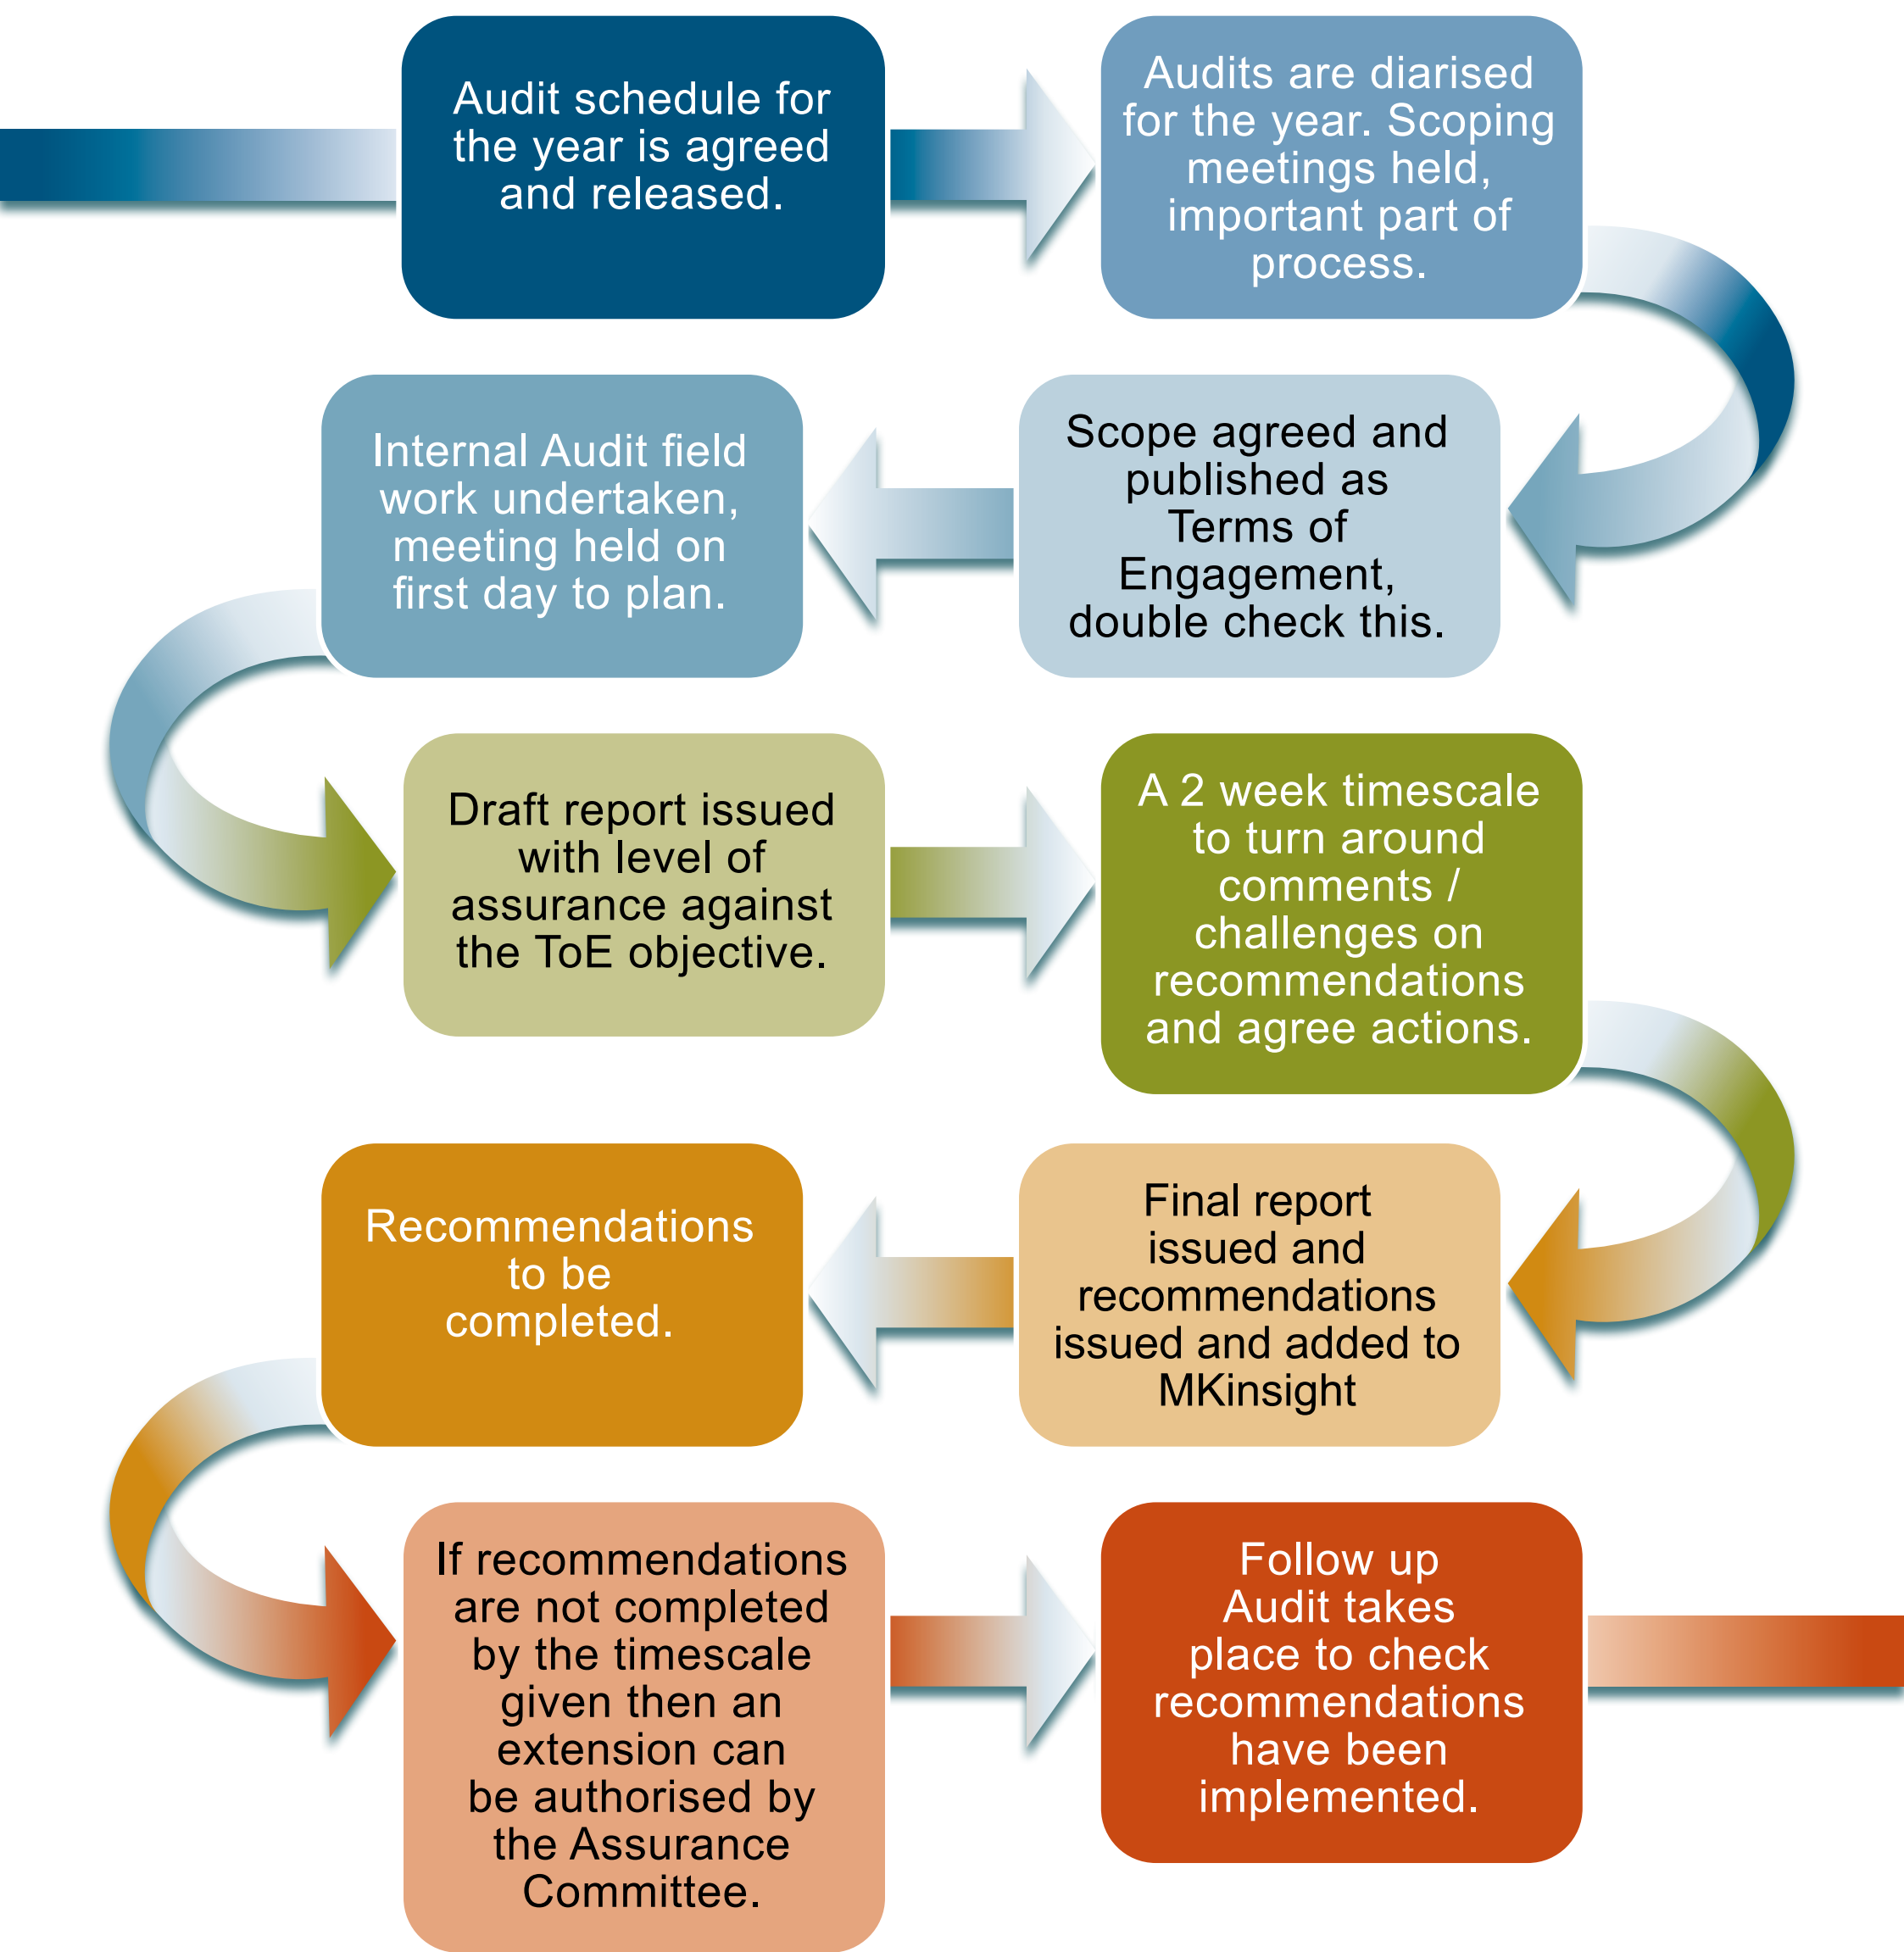 Audit schedule for
the year is agreed
and released.
Audits are diarised
for the year. Scoping
meetings held,
important part of
process.
Scope agreed and
published as
Terms of
Engagement,
double check this.
Internal Audit field
work undertaken,
meeting held on
first day to plan.
Draft report issued
with level of
assurance against
the ToE objective.
A 2 week timescale
to turn around
comments /
challenges on
recommendations
and agree actions.
Final report
issued and
recommendations
issued and added to
MKinsight
Recommendations
to be
completed.
If recommendations
are not completed
by the timescale
given then an
extension can
be authorised by
the Assurance
Committee.
Follow up
Audit takes
place to check
recommendations
have been
implemented.